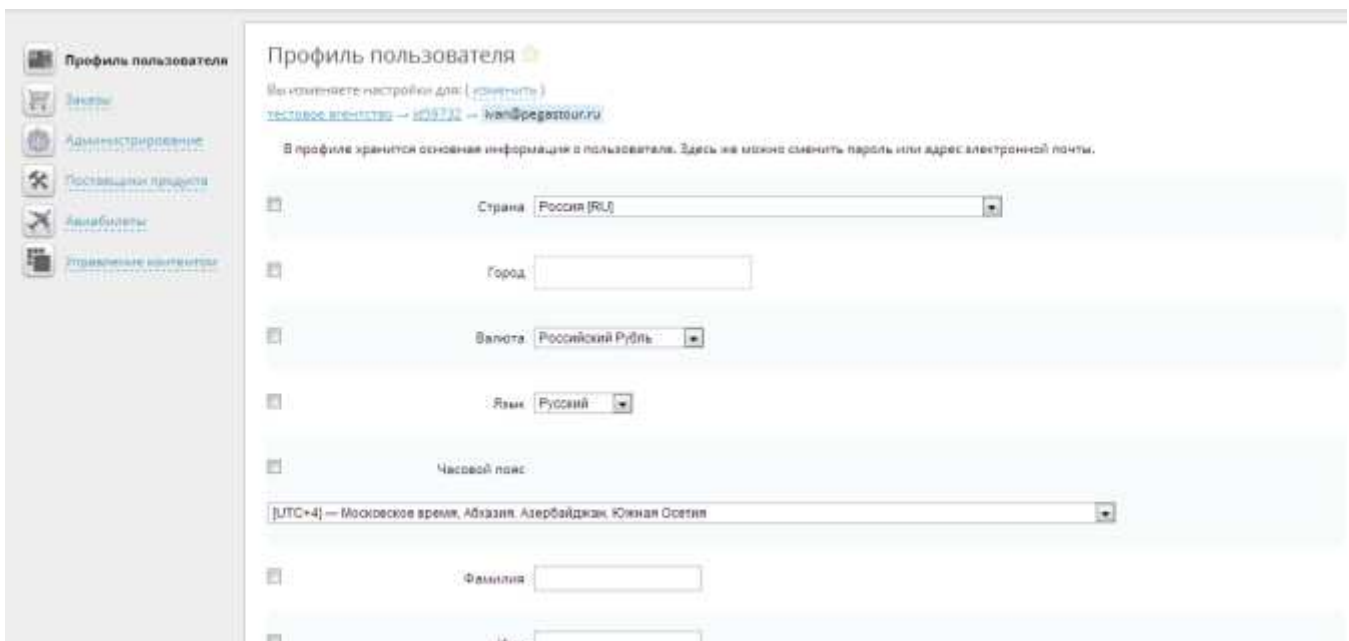 Профиль пользователя
Заказы
Администрирование
Поставщики продукта
Авиабилеты
Управление контентом
Профиль пользователя
Вы изменяете настройки для: ( изменить )
тестовое агентство → id59732 → ivan@pegastour.ru
В профиле хранится основная информация о пользователе. Здесь же можно сменить пароль или адрес электронной почты.
Страна Россия [RU]
Город
Валюта Российский Рубль
Язык Русский
Часовой пояс
[UTC+4] — Московское время, Абхазия, Азербайджан, Южная Осетия
Фамилия